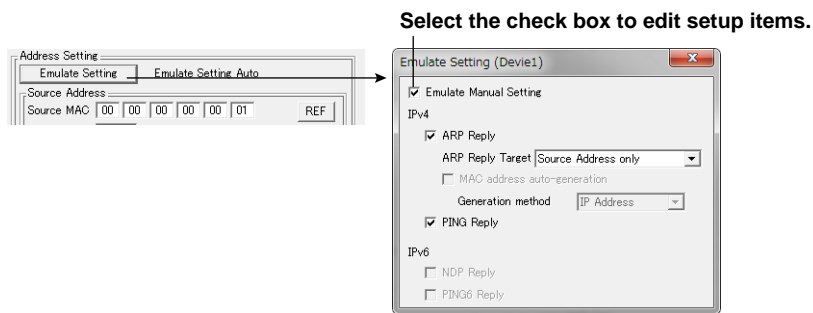 Select the check box to edit setup items.
Address Setting
Emulate Setting Emulate Setting Auto
Source Address
Source MAC 00 00 00 00 00 01 REF
Emulate Setting (Devie1)
Emulate Manual Setting
IPv4
ARP Reply
ARP Reply Target Source Address only
MAC address auto-generation
Generation method IP Address
PING Reply
IPv6
NDP Reply
PING6 Reply